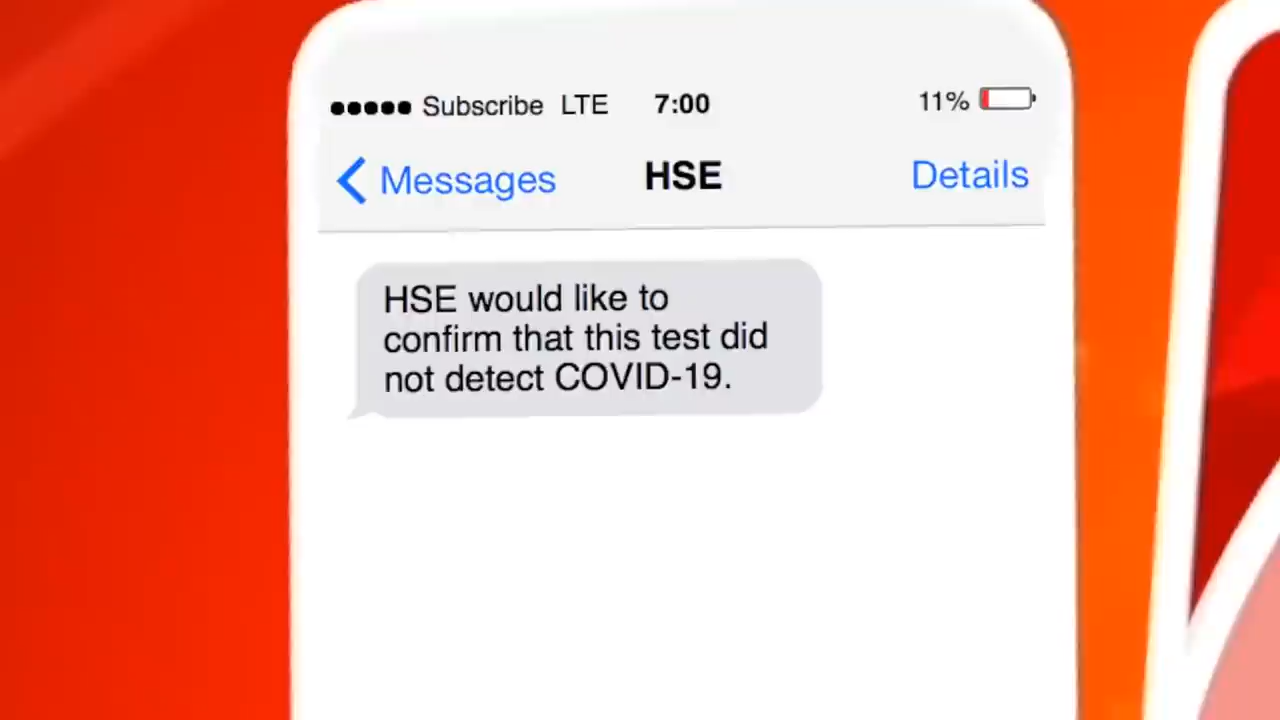 Subscribe LTE 7:00 11%
Messages HSE Details
HSE would like to
confirm that this test did
not detect COVID-19.